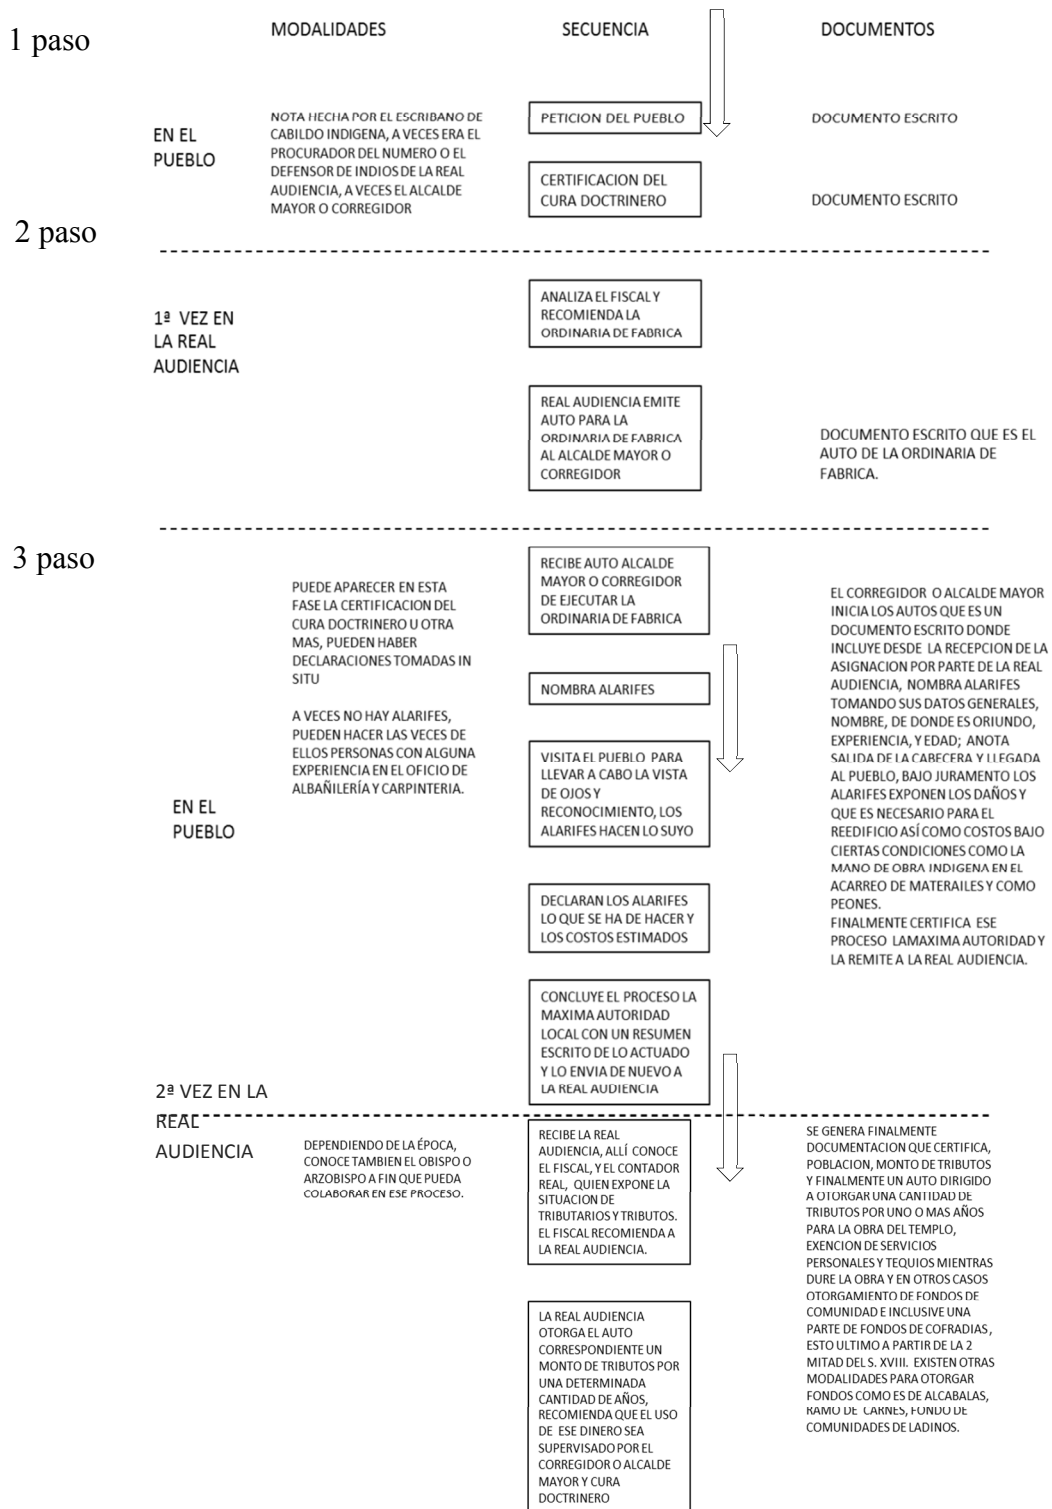 1 paso
MODALIDADES
SECUENCIA
DOCUMENTOS
EN EL
PUEBLO
NOTA HECHA POR EL ESCRIBANO DE
CABILDO INDIGENA, A VECES ERA EL
PROCURADOR DEL NUMERO O EL
DEFENSOR DE INDIOS DE LA REAL
AUDIENCIA, A VECES EL ALCALDE
MAYOR O CORREGIDOR
PETICION DEL PUEBLO
DOCUMENTO ESCRITO
CERTIFICACION DEL
CURA DOCTRINERO
DOCUMENTO ESCRITO
2 paso
1ª VEZ EN
LA REAL
AUDIENCIA
ANALIZA EL FISCAL Y
RECOMIENDA LA
ORDINARIA DE FABRICA
REAL AUDIENCIA EMITE
AUTO PARA LA
ORDINARIA DE FABRICA
AL ALCALDE MAYOR O
CORREGIDOR
DOCUMENTO ESCRITO QUE ES EL
AUTO DE LA ORDINARIA DE
FABRICA.
3 paso
EN EL
PUEBLO
PUEDE APARECER EN ESTA
FASE LA CERTIFICACION DEL
CURA DOCTRINERO U OTRA
MAS, PUEDEN HABER
DECLARACIONES TOMADAS IN
SITU
A VECES NO HAY ALARIFES,
PUEDEN HACER LAS VECES DE
ELLOS PERSONAS CON ALGUNA
EXPERIENCIA EN EL OFICIO DE
ALBAÑILERÍA Y CARPINTERIA.
RECIBE AUTO ALCALDE
MAYOR O CORREGIDOR
DE EJECUTAR LA
ORDINARIA DE FABRICA
NOMBRA ALARIFES
VISITA EL PUEBLO PARA
LLEVAR A CABO LA VISTA
DE OJOS Y
RECONOCIMIENTO, LOS
ALARIFES HACEN LO SUYO
DECLARAN LOS ALARIFES
LO QUE SE HA DE HACER Y
LOS COSTOS ESTIMADOS
CONCLUYE EL PROCESO LA
MAXIMA AUTORIDAD
LOCAL CON UN RESUMEN
ESCRITO DE LO ACTUADO
Y LO ENVIA DE NUEVO A
LA REAL AUDIENCIA
EL CORREGIDOR O ALCALDE MAYOR
INICIA LOS AUTOS QUE ES UN
DOCUMENTO ESCRITO DONDE
INCLUYE DESDE LA RECEPCION DE LA
ASIGNACION POR PARTE DE LA REAL
AUDIENCIA, NOMBRA ALARIFES
TOMANDO SUS DATOS GENERALES,
NOMBRE, DE DONDE ES ORIUNDO,
EXPERIENCIA, Y EDAD; ANOTA
SALIDA DE LA CABECERA Y LLEGADA
AL PUEBLO, BAJO JURAMENTO LOS
ALARIFES EXPONEN LOS DAÑOS Y
QUE ES NECESARIO PARA EL
REEDIFICIO ASÍ COMO COSTOS BAJO
CIERTAS CONDICIONES COMO LA
MANO DE OBRA INDIGENA EN EL
ACARREO DE MATERAILES Y COMO
PEONES.
FINALMENTE CERTIFICA ESE
PROCESO LAMAXIMA AUTORIDAD Y
LA REMITE A LA REAL AUDIENCIA.
2ª VEZ EN LA
REAL
AUDIENCIA
DEPENDIENDO DE LA ÉPOCA,
CONOCE TAMBIEN EL OBISPO O
ARZOBISPO A FIN QUE PUEDA
COLABORAR EN ESE PROCESO.
RECIBE LA REAL
AUDIENCIA, ALLÍ CONOCE
EL FISCAL, Y EL CONTADOR
REAL, QUIEN EXPONE LA
SITUACION DE
TRIBUTARIOS Y TRIBUTOS.
EL FISCAL RECOMIENDA A
LA REAL AUDIENCIA.
LA REAL AUDIENCIA
OTORGA EL AUTO
CORRESPONDIENTE UN
MONTO DE TRIBUTOS POR
UNA DETERMINADA
CANTIDAD DE AÑOS,
RECOMIENDA QUE EL USO
DE ESE DINERO SEA
SUPERVISADO POR EL
CORREGIDOR O ALCALDE
MAYOR Y CURA
DOCTRINERO
SE GENERA FINALMENTE
DOCUMENTACION QUE CERTIFICA,
POBLACION, MONTO DE TRIBUTOS
Y FINALMENTE UN AUTO DIRIGIDO
A OTORGAR UNA CANTIDAD DE
TRIBUTOS POR UNO O MAS AÑOS
PARA LA OBRA DEL TEMPLO,
EXENCION DE SERVICIOS
PERSONALES Y TEQUIOS MIENTRAS
DURE LA OBRA Y EN OTROS CASOS
OTORGAMIENTO DE FONDOS DE
COMUNIDAD E INCLUSIVE UNA
PARTE DE FONDOS DE COFRADIAS,
ESTO ULTIMO A PARTIR DE LA 2
MITAD DEL S. XVIII. EXISTEN OTRAS
MODALIDADES PARA OTORGAR
FONDOS COMO ES DE ALCABALAS,
RAMO DE CARNES, FONDO DE
COMUNIDADES DE LADINOS.